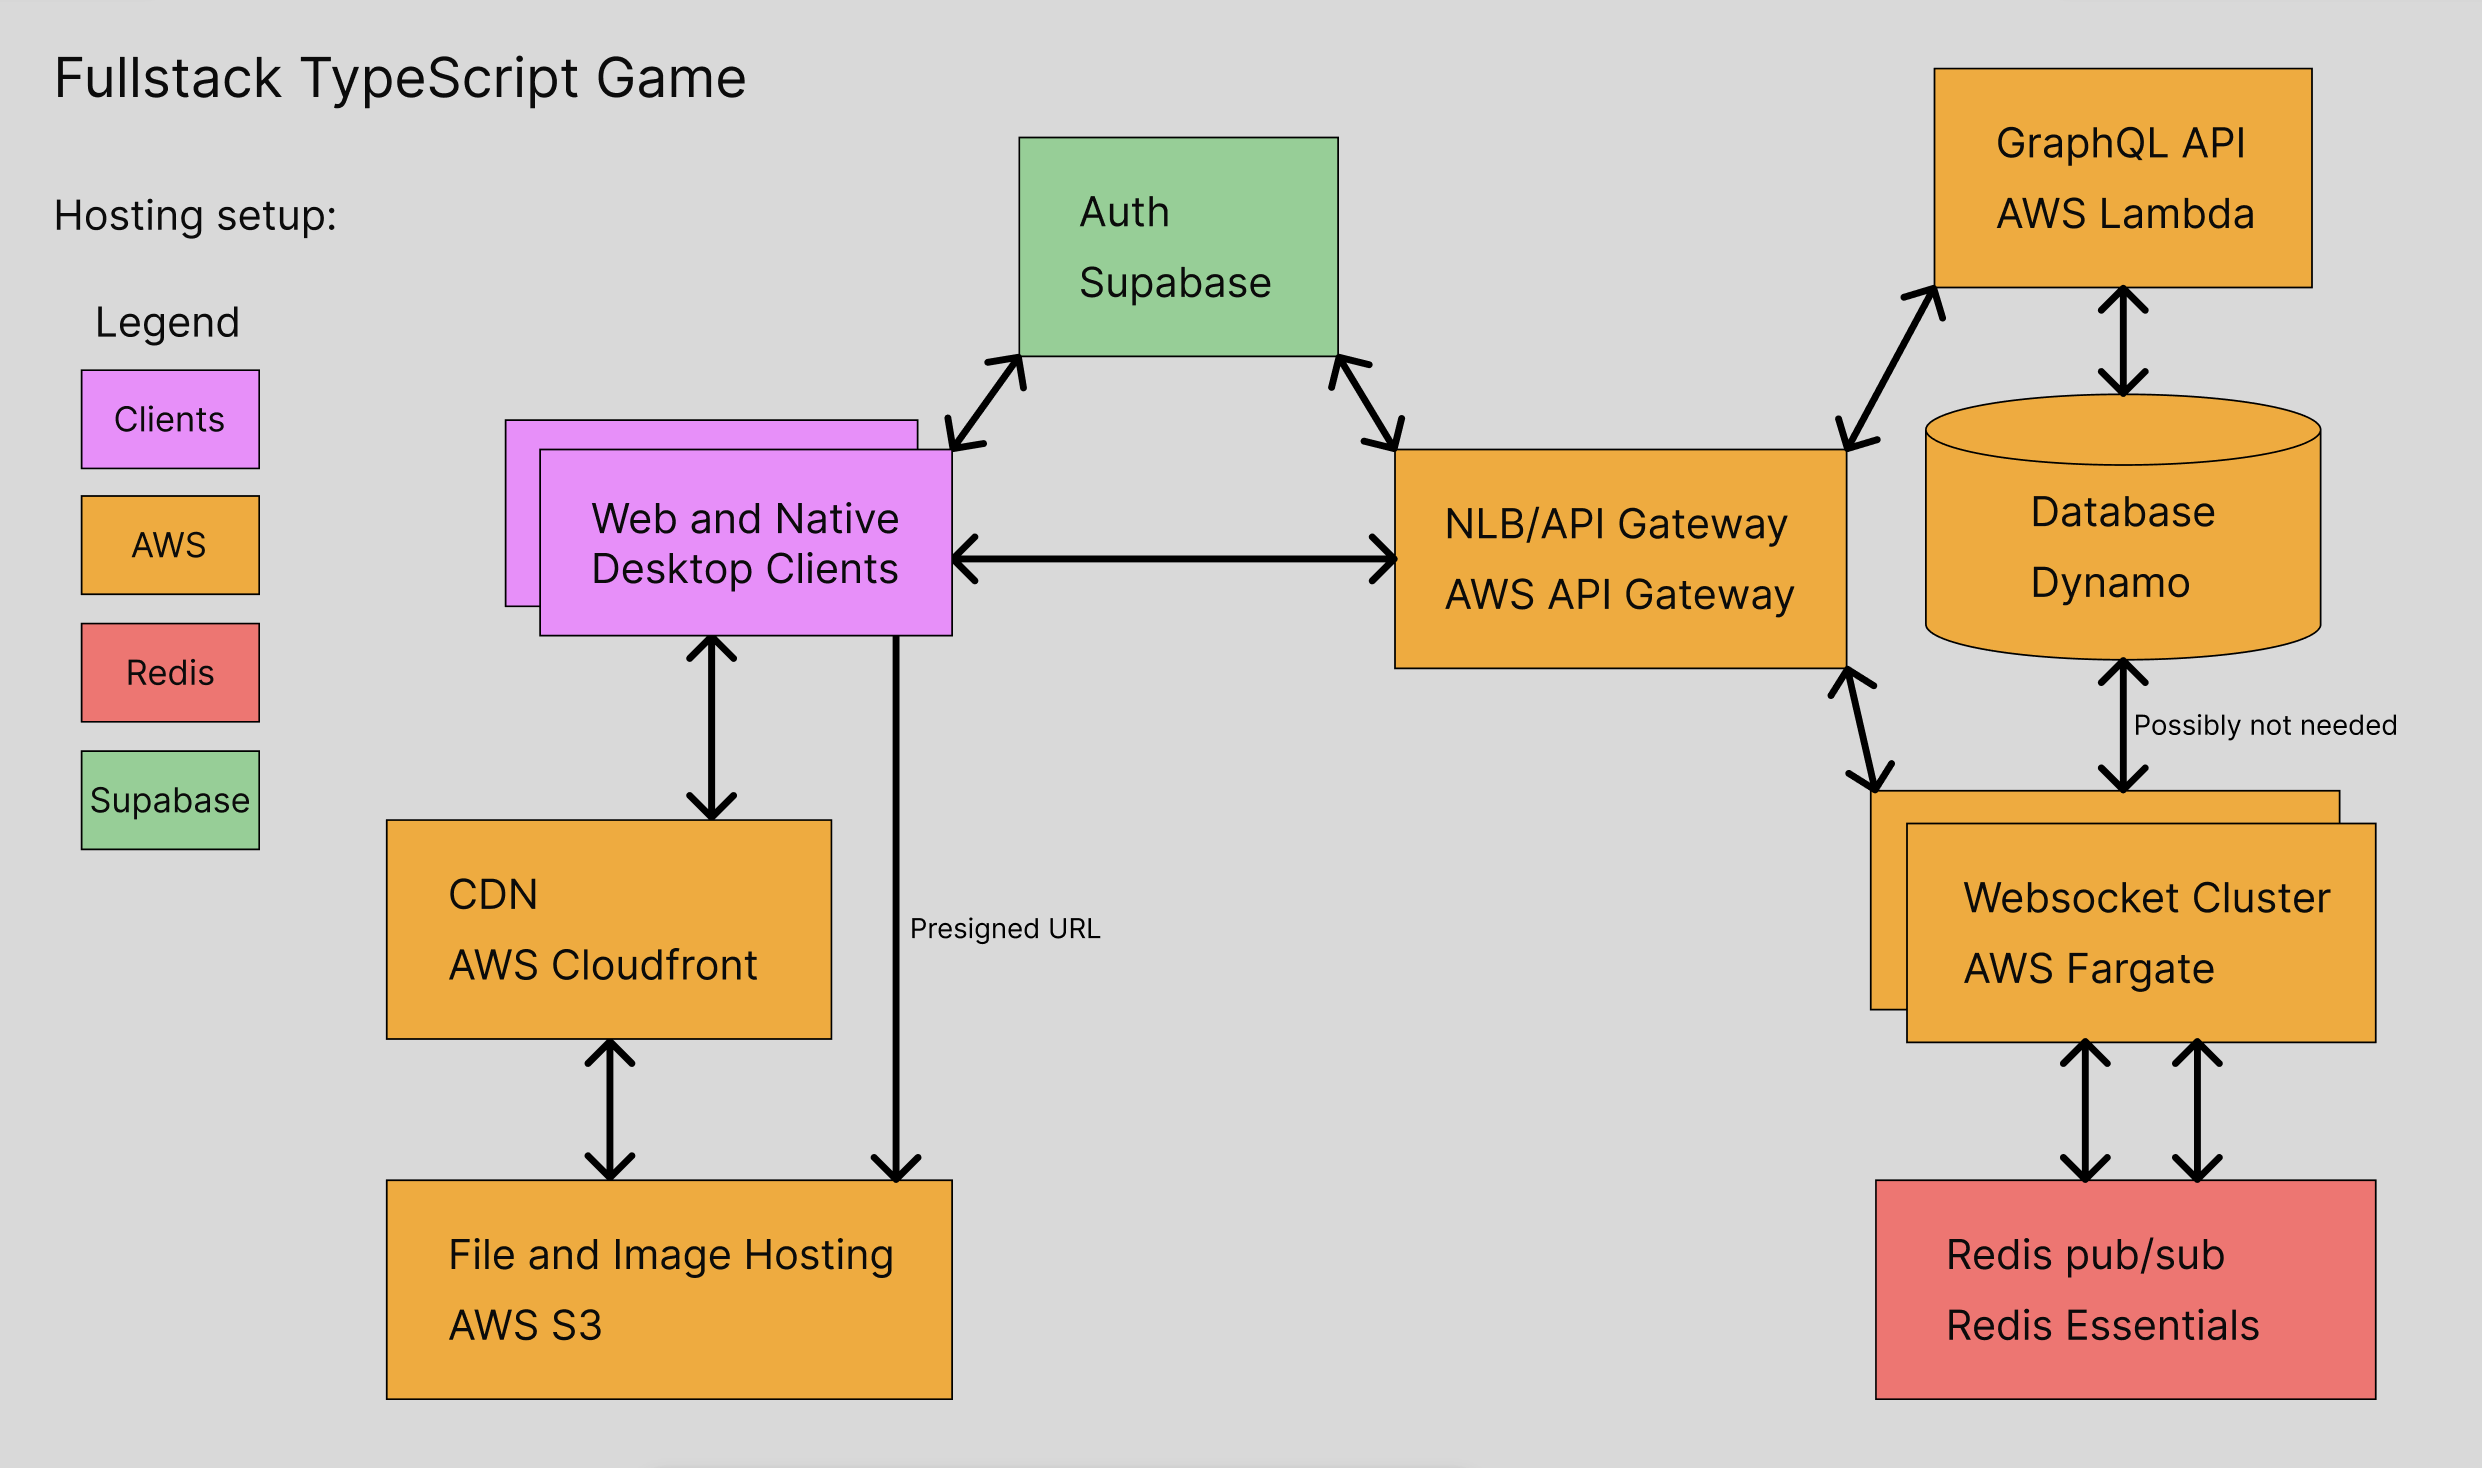 Fullstack TypeScript Game
Hosting setup:
Legend
Clients
AWS
Redis
Supabase
Auth
Supabase
Web and Native
Desktop Clients
NLB/API Gateway
AWS API Gateway
GraphQL API
AWS Lambda
Database
Dynamo
Possibly not needed
Websocket Cluster
AWS Fargate
Redis pub/sub
Redis Essentials
CDN
AWS Cloudfront
Presigned URL
File and Image Hosting
AWS S3